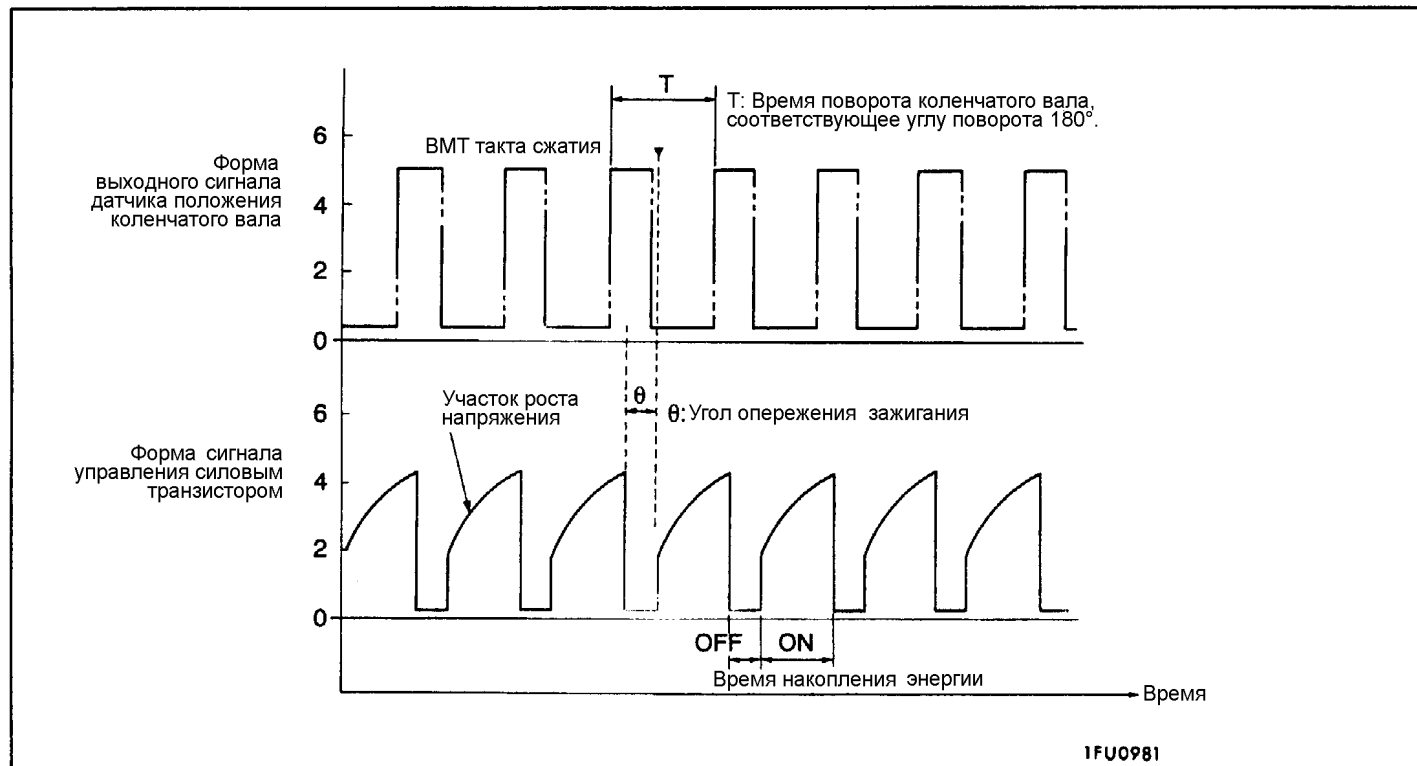 T
T: Время поворота коленчатого вала,
соответствующее углу поворота 180°.
ВМТ такта сжатия
Форма
выходного сигнала
датчика положения
коленчатого вала
6
4
2
0
Участок роста
напряжения
θ
θ: Угол опережения зажигания
Форма сигнала
управления силовым
транзистором
6
4
2
0
OFF
ON
Время накопления энергии
Время
1FU0981